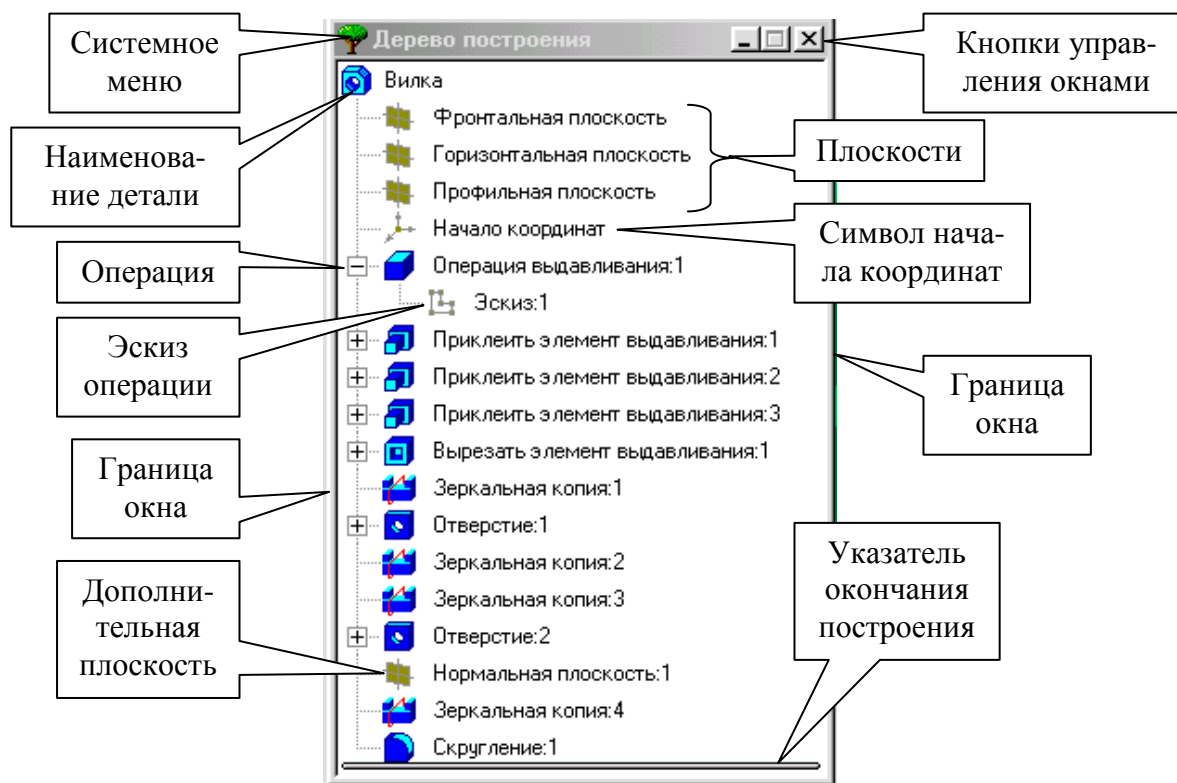 Системное
меню
Дерево построения
Кнопки управ-
ления окнами
Наименова-
ние детали
Вилка
Фронтальная плоскость
Горизонтальная плоскость
Профильная плоскость
Плоскости
Начало координат
Символ нача-
ла координат
Операция
Операция выдавливания:1
Эскиз
операции
Эскиз:1
Приклеить элемент выдавливания:1
Приклеить элемент выдавливания:2
Приклеить элемент выдавливания:3
Граница
окна
Вырезать элемент выдавливания:1
Граница
окна
Зеркальная копия:1
Отверстие:1
Зеркальная копия:2
Зеркальная копия:3
Указатель
окончания
построения
Дополни-
тельная
плоскость
Отверстие:2
Нормальная плоскость:1
Зеркальная копия:4
Скругление:1